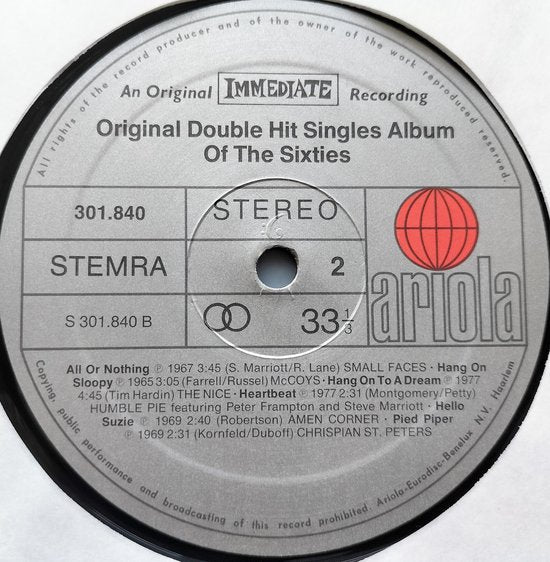 All rights of the record producer and of the owner of the work reproduced reserved.
An Original IMMEDIATE Recording
Original Double Hit Singles Album
Of The Sixties
301.840
STEREO
STEMRA
2
ariola
S 301.840 B
33 1/3
All Or Nothing ℗ 1967 3:45 (S. Marriott/R. Lane) SMALL FACES · Hang On
Sloopy ℗ 1965 3:05 (Farrell/Russel) McCOYS · Hang On To A Dream ℗ 1977
4:45 (Tim Hardin) THE NICE · Heartbeat ℗ 1977 2:31 (Montgomery/Petty)
HUMBLE PIE featuring Peter Frampton and Steve Marriott · Hello
Suzie ℗ 1969 2:40 (Robertson) AMEN CORNER · Pied Piper
℗ 1969 2:31 (Kornfeld/Duboff) CHRISPIAN ST. PETERS
Copying, public performance and broadcasting of this record prohibited. Ariola-Eurodisc-Benelux N.V. Haarlem